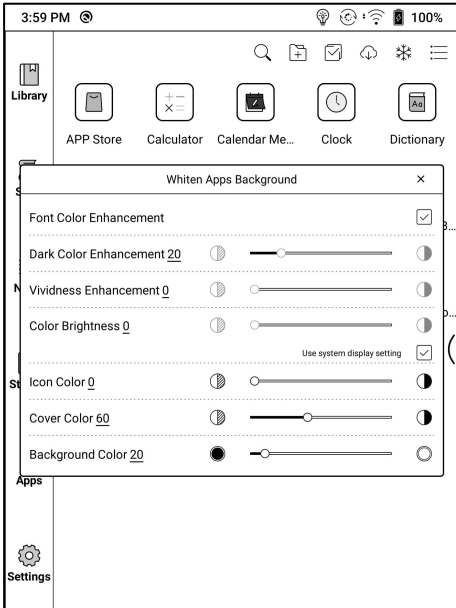 3:59 PM
100%
Library
APP Store
Calculator
Calendar Me...
Clock
Aa
Dictionary
Whiten Apps Background
Font Color Enhancement
Dark Color Enhancement 20
Vividness Enhancement 0
Color Brightness 0
Use system display setting
Icon Color 0
Cover Color 60
Background Color 20
Apps
Settings